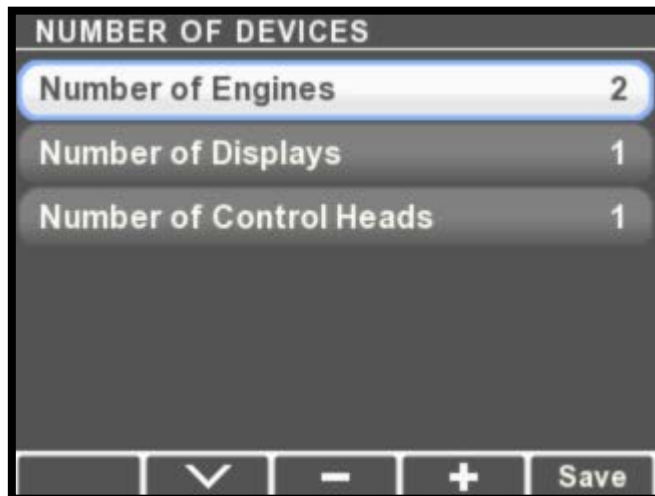 NUMBER OF DEVICES
Number of Engines 2
Number of Displays 1
Number of Control Heads 1
Save